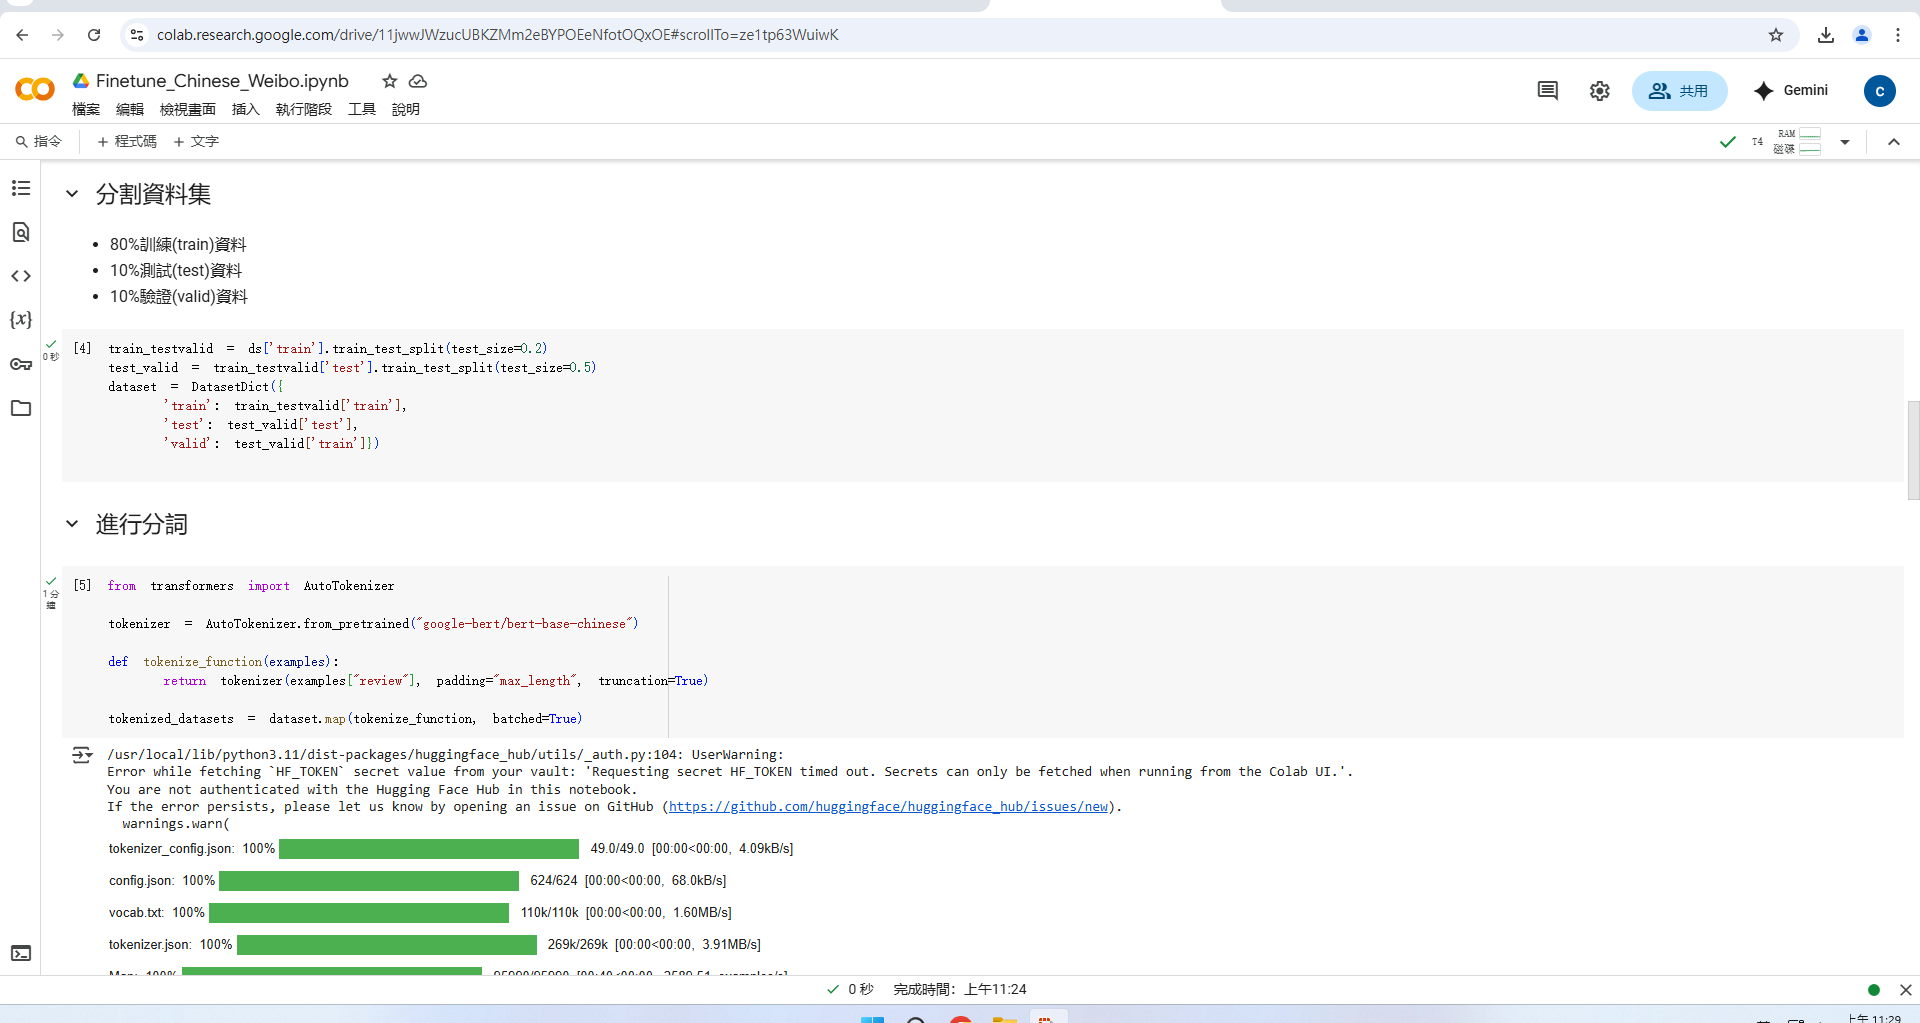 colab.research.google.com/drive/11jwwJWzucUBKZMm2eBYPOEeNfotOQxOE#scrollTo=ze1tp63WuiwK
Finetune_Chinese_Weibo.ipynb
檔案 編輯 檢視畫面 插入 執行階段 工具 說明
共用
Gemini
C
指令
+ 程式碼 + 文字
T4
RAM
磁碟
分割資料集
80%訓練(train)資料
10%測試(test)資料
10%驗證(valid)資料
0 秒
[4] train_testvalid = ds['train'].train_test_split(test_size=0.2)
test_valid = train_testvalid['test'].train_test_split(test_size=0.5)
dataset = DatasetDict({
'train': train_testvalid['train'],
'test': test_valid['test'],
'valid': test_valid['train']})
進行分詞
1 分
鐘
[5] from transformers import AutoTokenizer
tokenizer = AutoTokenizer.from_pretrained("google-bert/bert-base-chinese")
def tokenize_function(examples):
return tokenizer(examples["review"], padding="max_length", truncation=True)
tokenized_datasets = dataset.map(tokenize_function, batched=True)
/usr/local/lib/python3.11/dist-packages/huggingface_hub/utils/_auth.py:104: UserWarning:
Error while fetching `HF_TOKEN` secret value from your vault: 'Requesting secret HF_TOKEN timed out. Secrets can only be fetched when running from the Colab UI.'.
You are not authenticated with the Hugging Face Hub in this notebook.
If the error persists, please let us know by opening an issue on GitHub (https://github.com/huggingface/huggingface_hub/issues/new).
warnings.warn(
tokenizer_config.json: 100% 49.0/49.0 [00:00<00:00, 4.09kB/s]
config.json: 100% 624/624 [00:00<00:00, 68.0kB/s]
vocab.txt: 100% 110k/110k [00:00<00:00, 1.60MB/s]
tokenizer.json: 100% 269k/269k [00:00<00:00, 3.91MB/s]
Map: 100%
0 秒 完成時間: 上午11:24
上午 11:29